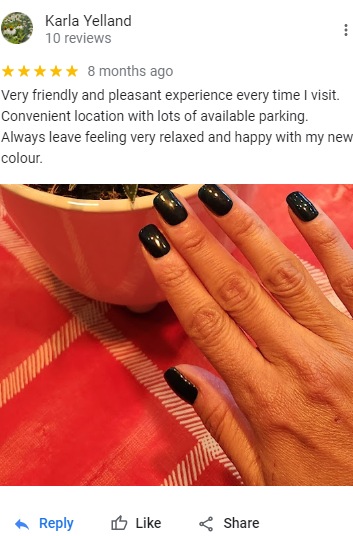 Karla Yelland
10 reviews
8 months ago
Very friendly and pleasant experience every time I visit.
Convenient location with lots of available parking.
Always leave feeling very relaxed and happy with my new
colour.
Reply Like Share